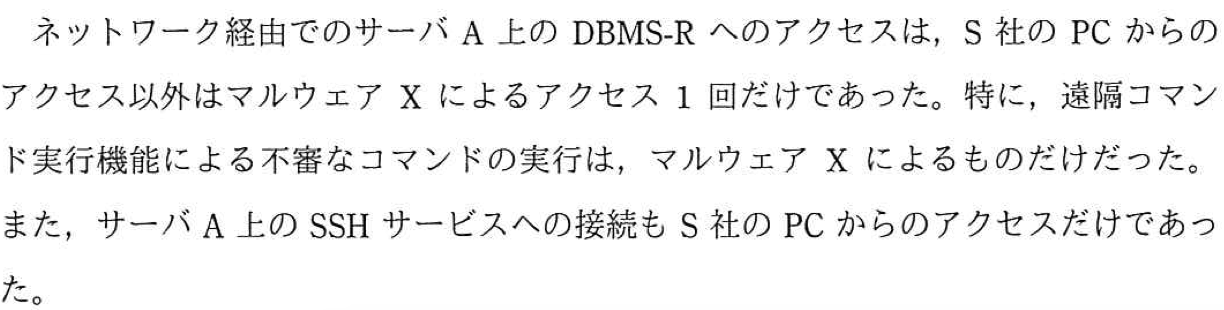 ネットワーク経由でのサーバ A 上の DBMS-R へのアクセスは，S 社の PC からの
アクセス以外はマルウェア X によるアクセス 1 回だけであった。特に，遠隔コマン
ド実行機能による不審なコマンドの実行は，マルウェア X によるものだけだった。
また，サーバ A 上の SSH サービスへの接続も S 社の PC からのアクセスだけであっ
た。